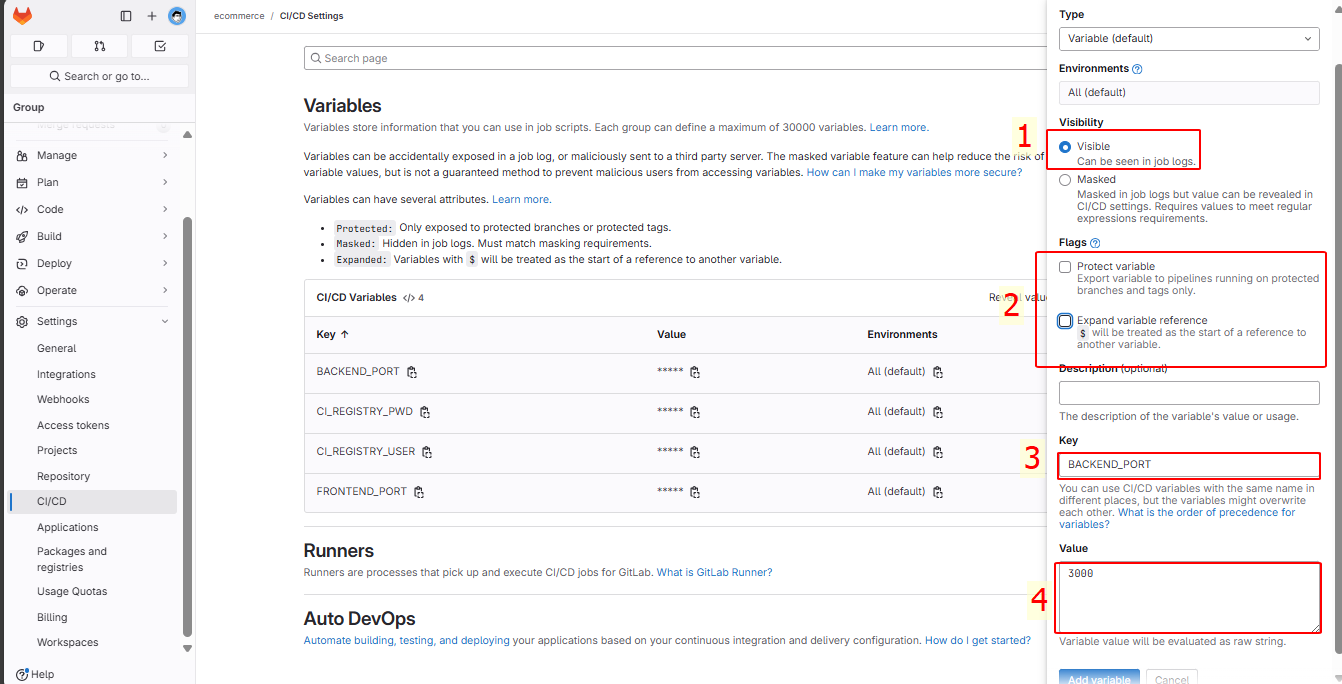 ecommerce / CI/CD Settings
Search or go to...
Group
Merge requests
Manage
Plan
Code
Build
Deploy
Operate
Settings
General
Integrations
Webhooks
Access tokens
Projects
Repository
CI/CD
Applications
Packages and
registries
Usage Quotas
Billing
Workspaces
Help
Search page
Variables
Variables store information that you can use in job scripts. Each group can define a maximum of 30000 variables. Learn more.
Variables can be accidentally exposed in a job log, or maliciously sent to a third party server. The masked variable feature can help reduce the risk of
variable values, but is not a guaranteed method to prevent malicious users from accessing variables. How can I make my variables more secure?
Variables can have several attributes. Learn more.
• Protected: Only exposed to protected branches or protected tags.
• Masked: Hidden in job logs. Must match masking requirements.
• Expanded: Variables with $ will be treated as the start of a reference to another variable.
CI/CD Variables </> 4
Key ↑ Value Environments
BACKEND_PORT ***** All (default)
CI_REGISTRY_PWD ***** All (default)
CI_REGISTRY_USER ***** All (default)
FRONTEND_PORT ***** All (default)
Runners
Runners are processes that pick up and execute CI/CD jobs for GitLab. What is GitLab Runner?
Auto DevOps
Automate building, testing, and deploying your applications based on your continuous integration and delivery configuration. How do I get started?
Type
Variable (default)
Environments
All (default)
Visibility
1
Visible
Can be seen in job logs.
Masked
Masked in job logs but value can be revealed in
CI/CD settings. Requires values to meet regular
expressions requirements.
Flags
2
Protect variable
Export variable to pipelines running on protected
branches and tags only.
Expand variable reference
$ will be treated as the start of a reference to
another variable.
Description (optional)
The description of the variable's value or usage.
Key
3
BACKEND_PORT
You can use CI/CD variables with the same name in
different places, but the variables might overwrite
each other. What is the order of precedence for
variables?
Value
4
3000
Variable value will be evaluated as raw string.
Add variable
Cancel